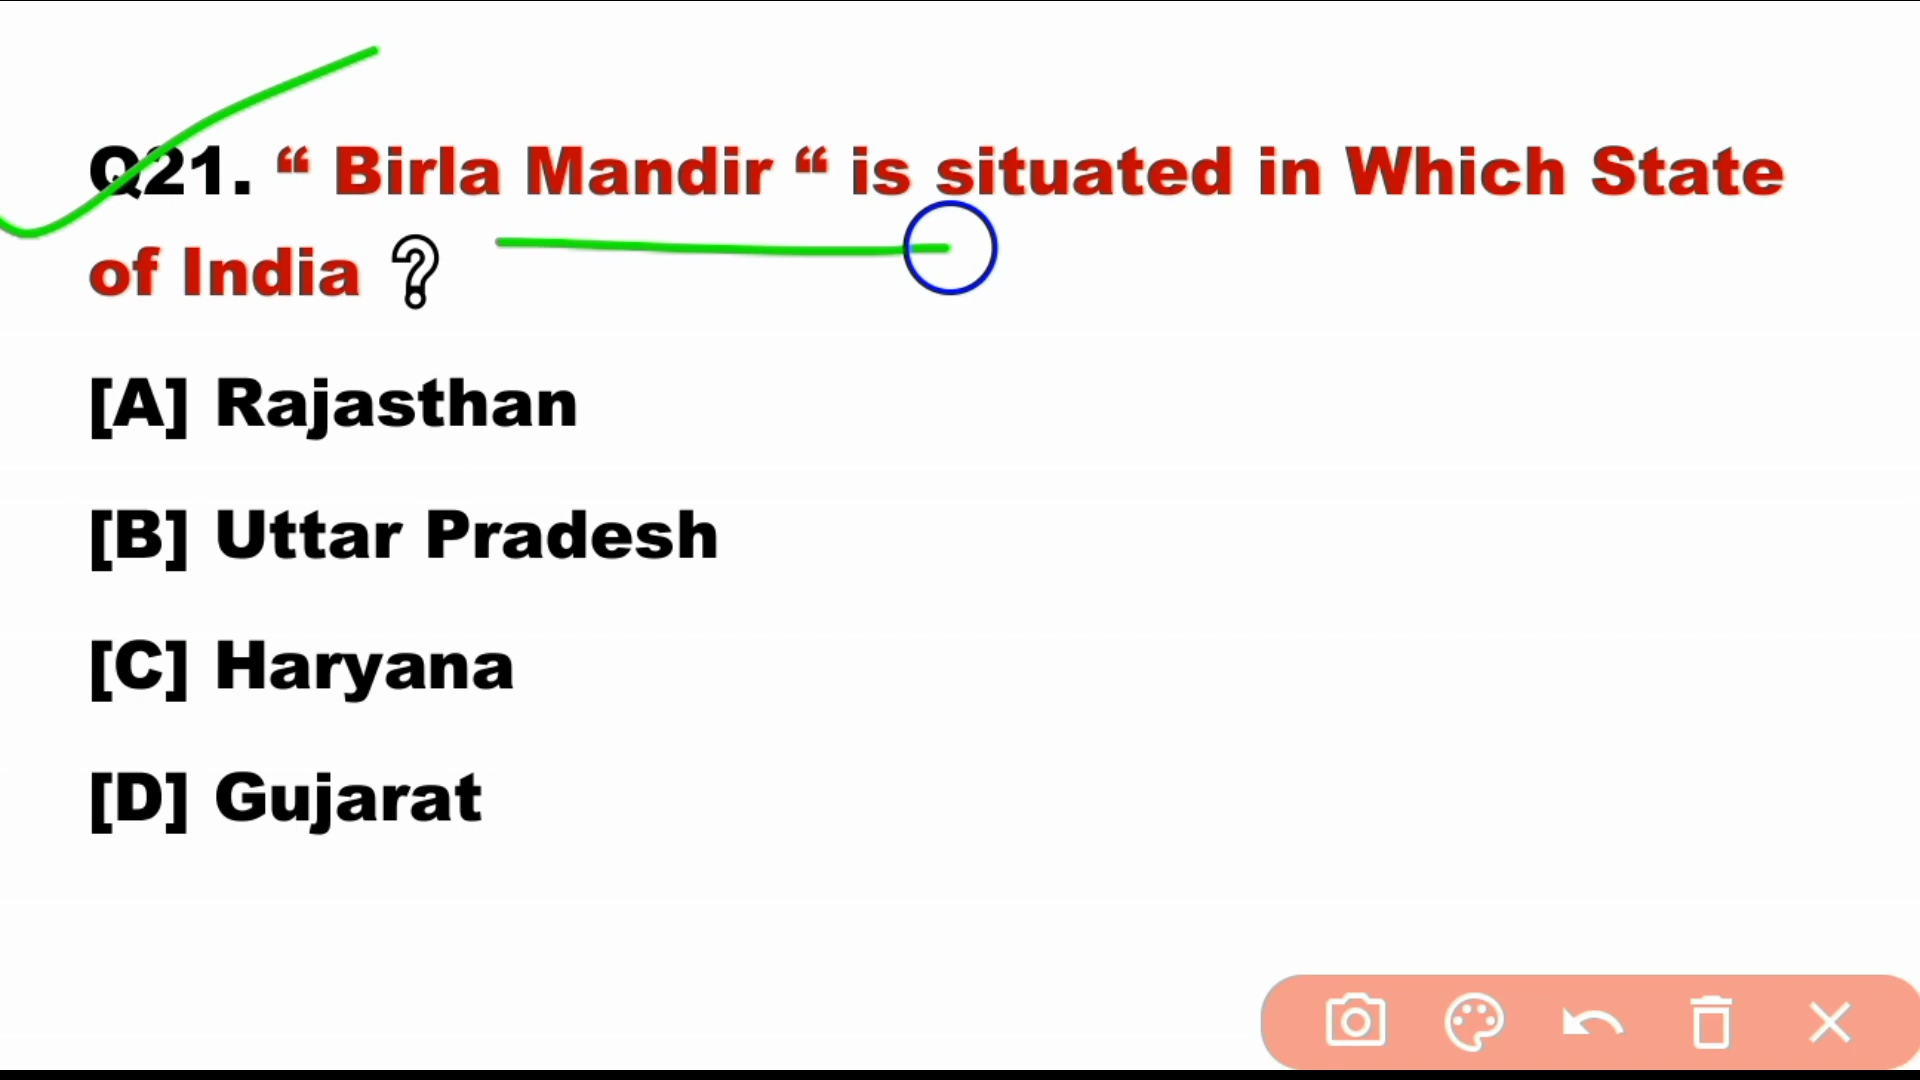 Q21. “ Birla Mandir “ is situated in Which State
of India ?
[A] Rajasthan
[B] Uttar Pradesh
[C] Haryana
[D] Gujarat